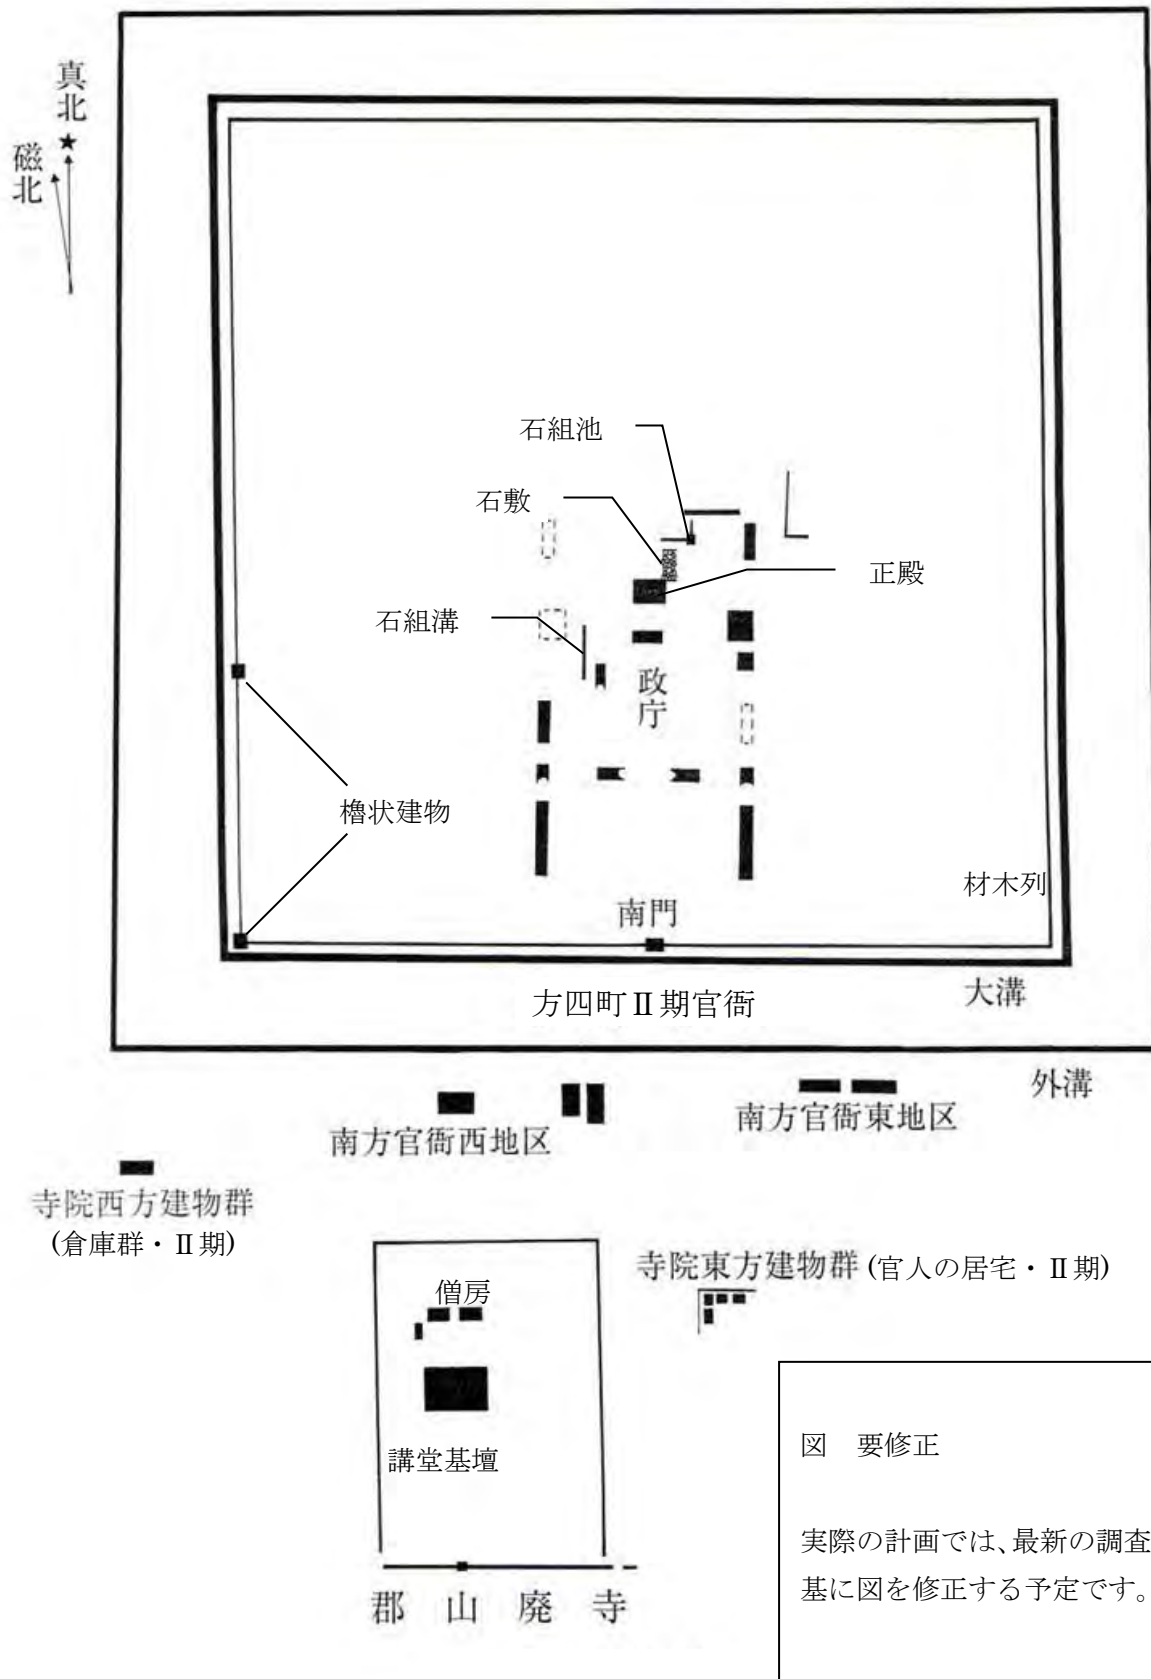 真北
磁北
石組池
石敷
正殿
石組溝
政庁
櫓状建物
材木列
南門
方四町Ⅱ期官衙
大溝
外溝
南方官衙西地区
南方官衙東地区
寺院西方建物群
(倉庫群・Ⅱ期)
寺院東方建物群(官人の居宅・Ⅱ期)
僧房
講堂基壇
郡山廃寺
図　要修正
実際の計画では、最新の調査
基に図を修正する予定です。